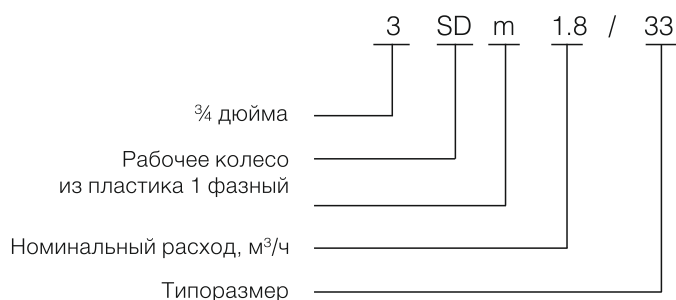 3 SD m 1.8 / 33
¾ дюйма
Рабочее колесо
из пластика 1 фазный
Номинальный расход, м³/ч
Типоразмер